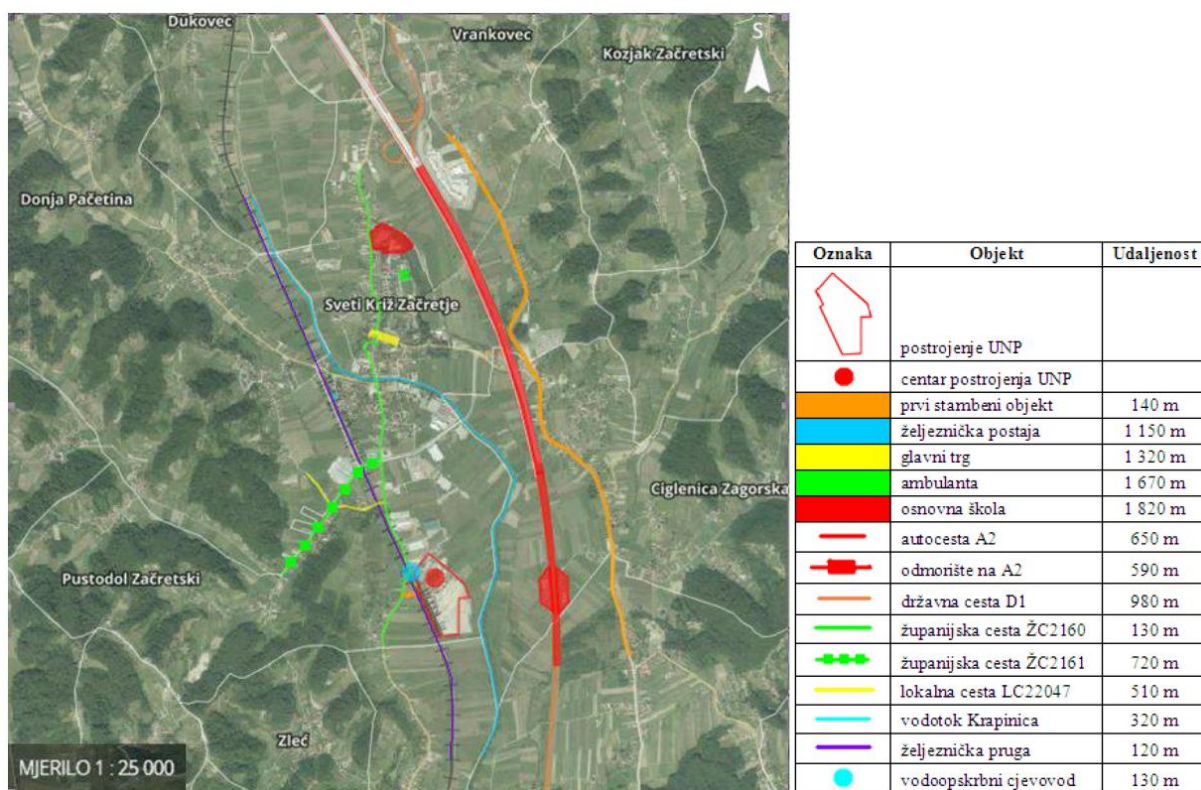 Dukovec
Vrankovec
Kozjak Začretski
S
Donja Pačetina
Sveti Križ Začretje
Ciglenica Zagorska
Pustodol Začretski
Zleć
MJERILO 1 : 25 000
Oznaka Objekt Udaljenost
postrojenje UNP
centar postrojenja UNP
prvi stambeni objekt 140 m
željeznička postaja 1 150 m
glavni trg 1 320 m
ambulanta 1 670 m
osnovna škola 1 820 m
autocesta A2 650 m
odmorište na A2 590 m
državna cesta D1 980 m
županijska cesta ŽC2160 130 m
županijska cesta ŽC2161 720 m
lokalna cesta LC22047 510 m
vodotok Krapinica 320 m
željeznička pruga 120 m
vodoopskrbni cjevovod 130 m